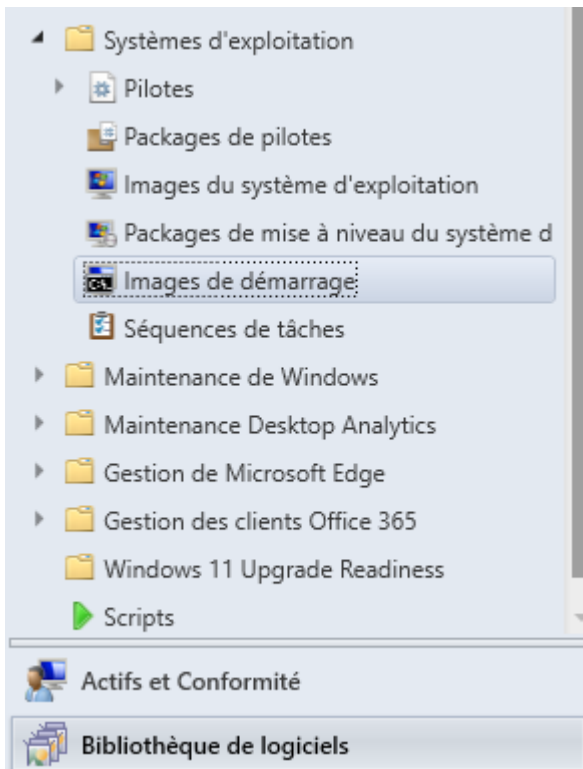 Systèmes d'exploitation
Pilotes
Packages de pilotes
Images du système d'exploitation
Packages de mise à niveau du système d
Images de démarrage
Séquences de tâches
Maintenance de Windows
Maintenance Desktop Analytics
Gestion de Microsoft Edge
Gestion des clients Office 365
Windows 11 Upgrade Readiness
Scripts
Actifs et Conformité
Bibliothèque de logiciels